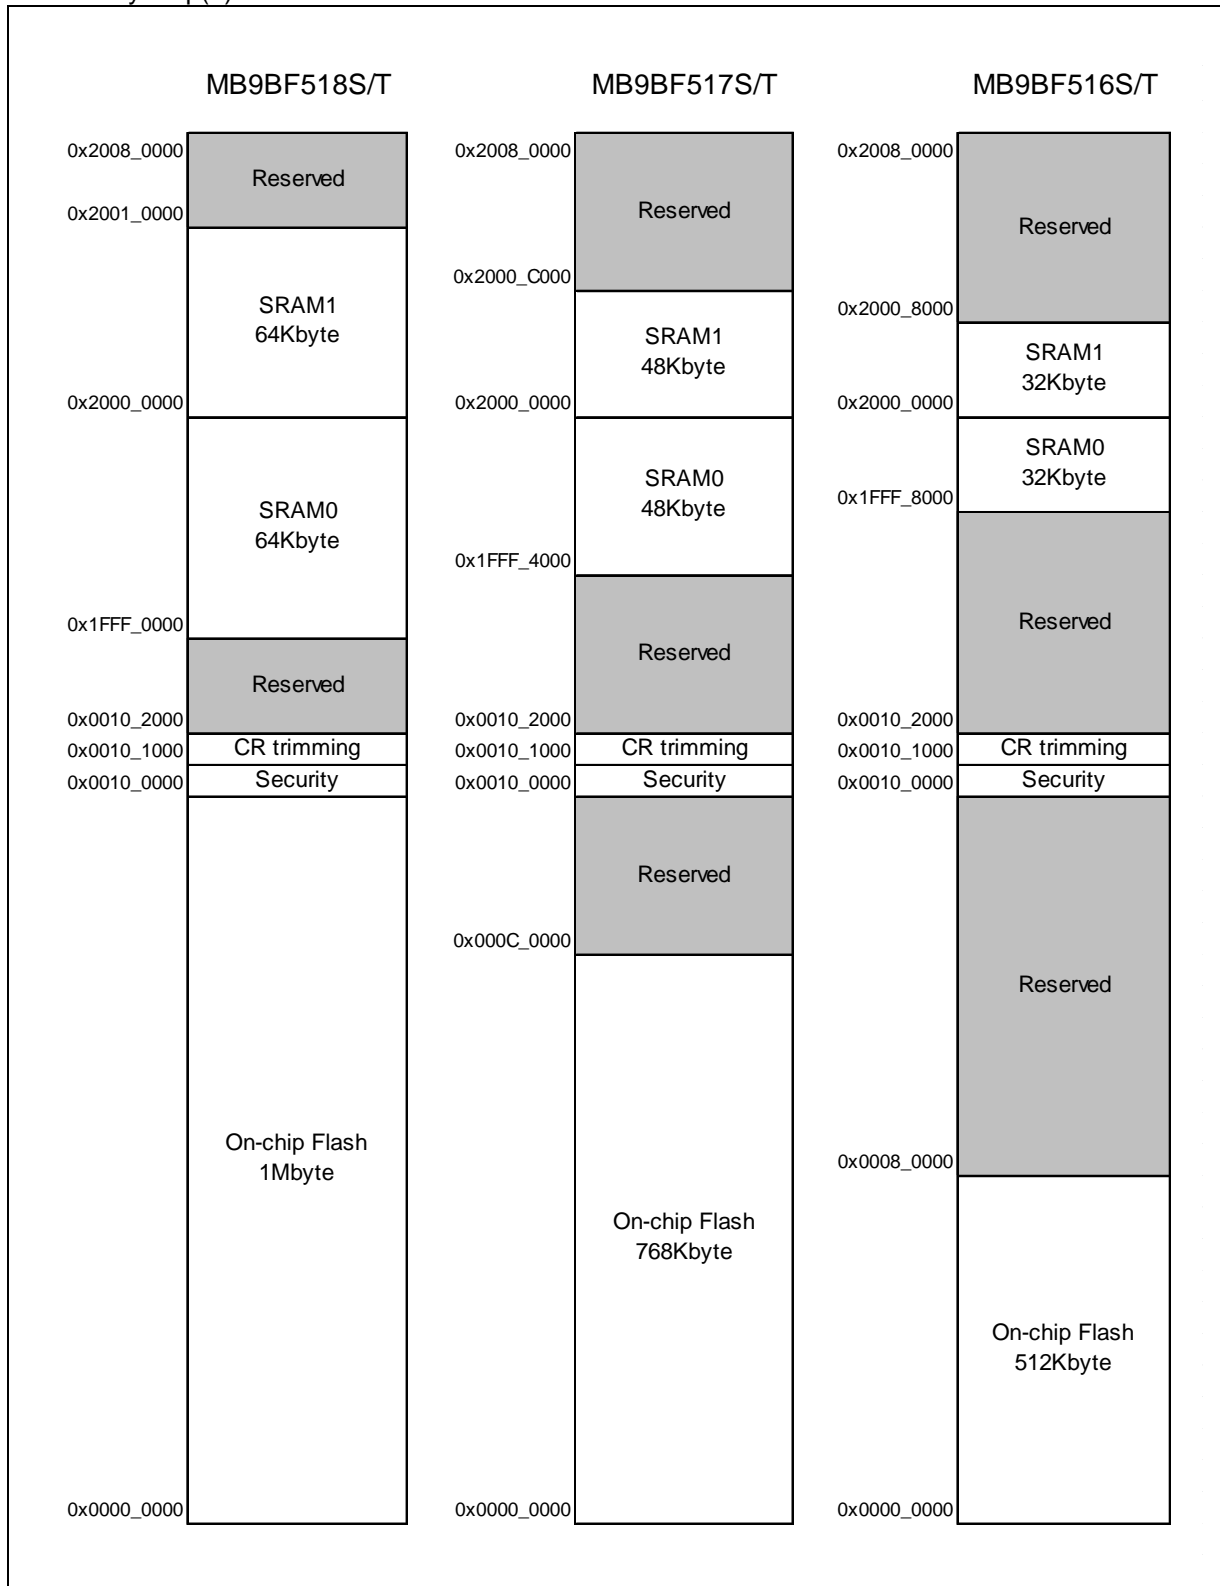 MB9BF518S/T
0x2008_0000
Reserved
0x2001_0000
SRAM1
64Kbyte
0x2000_0000
SRAM0
64Kbyte
0x1FFF_0000
Reserved
0x0010_2000
CR trimming
0x0010_1000
Security
0x0010_0000
On-chip Flash
1Mbyte
0x0000_0000
MB9BF517S/T
0x2008_0000
Reserved
0x2000_C000
SRAM1
48Kbyte
0x2000_0000
SRAM0
48Kbyte
0x1FFF_4000
Reserved
0x0010_2000
CR trimming
0x0010_1000
Security
0x0010_0000
Reserved
0x000C_0000
On-chip Flash
768Kbyte
0x0000_0000
MB9BF516S/T
0x2008_0000
Reserved
0x2000_8000
SRAM1
32Kbyte
0x2000_0000
SRAM0
32Kbyte
0x1FFF_8000
Reserved
0x0010_2000
CR trimming
0x0010_1000
Security
0x0010_0000
Reserved
0x0008_0000
On-chip Flash
512Kbyte
0x0000_0000